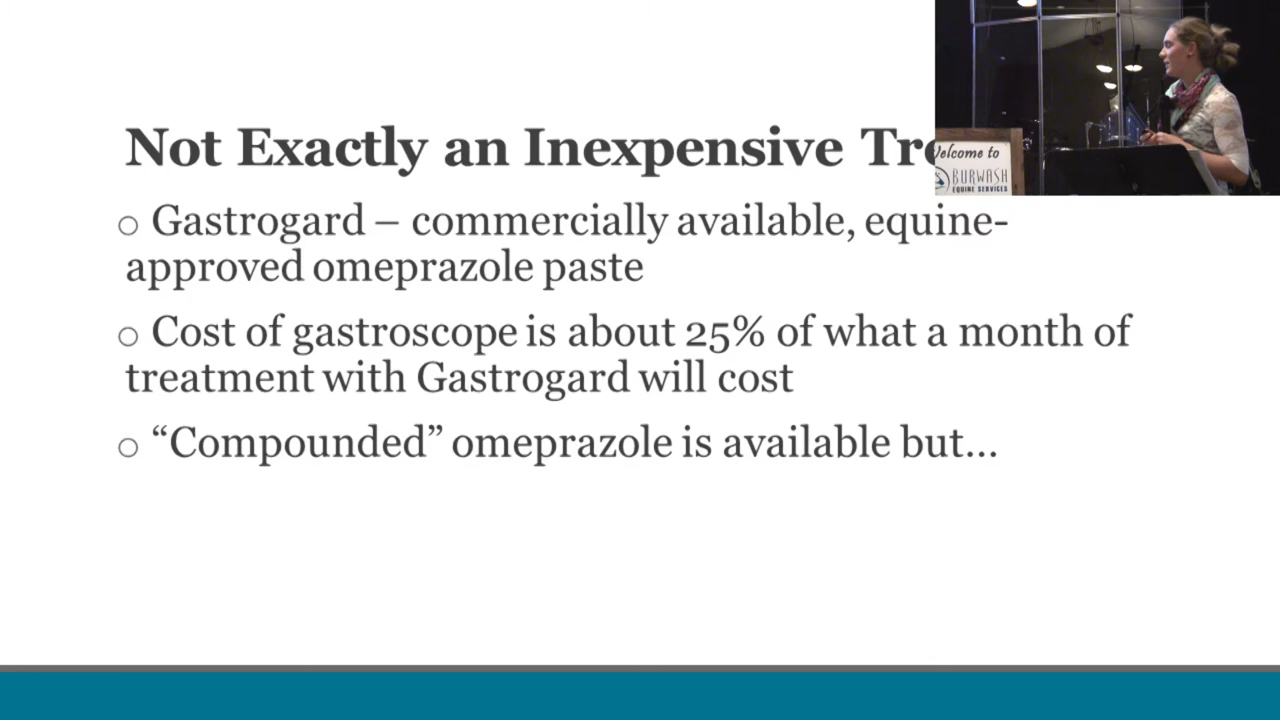 Not Exactly an Inexpensive
○ Gastrogard – commercially available, equine-
approved omeprazole paste
○ Cost of gastroscope is about 25% of what a month of
treatment with Gastrogard will cost
○ “Compounded” omeprazole is available but…
Welcome to
BURWASH
EQUINE SERVICES